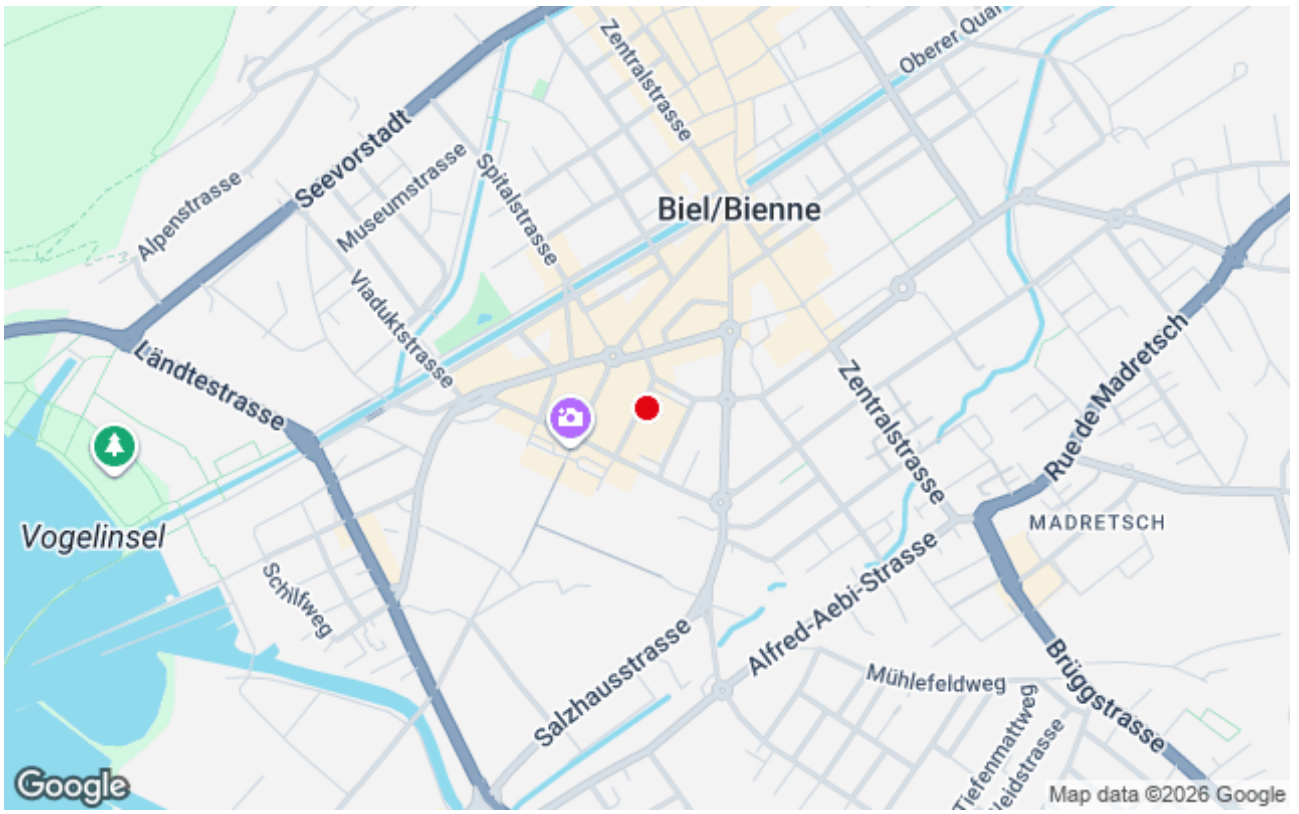 Zentralstrasse
Oberer Quai
Seevorstadt
Museumstrasse
Spitalstrasse
Alpenstrasse
Biel/Bienne
Viaduktstrasse
Ländtestrasse
Zentralstrasse
Rue de Madretsch
Vogelinsel
MADRETSCH
Schilfweg
Alfred-Aebi-Strasse
Salzhausstrasse
Mühlefeldweg
Brüggstrasse
Tiefenmattweg
Google
Map data ©2026 Google